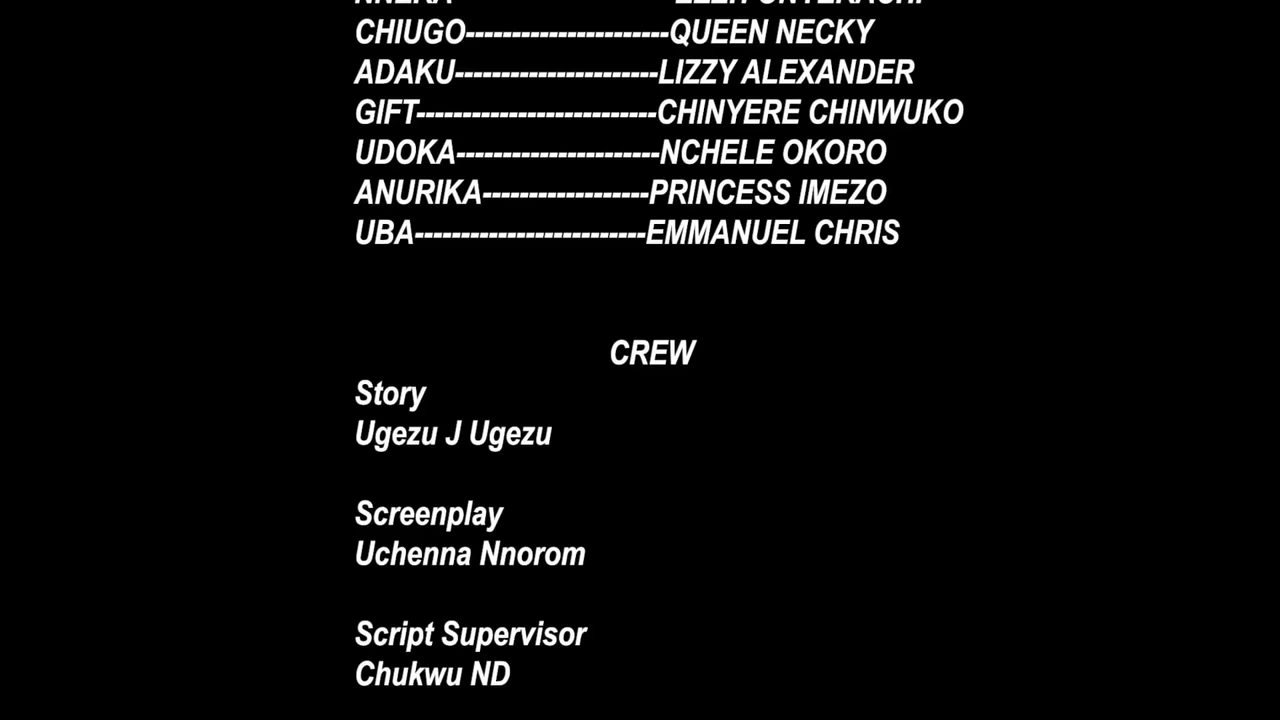 CHIUGO----------------------QUEEN NECKY
ADAKU----------------------LIZZY ALEXANDER
GIFT--------------------------CHINYERE CHINWUKO
UDOKA----------------------NCHELE OKORO
ANURIKA------------------PRINCESS IMEZO
UBA-------------------------EMMANUEL CHRIS
CREW
Story
Ugezu J Ugezu
Screenplay
Uchenna Nnorom
Script Supervisor
Chukwu ND